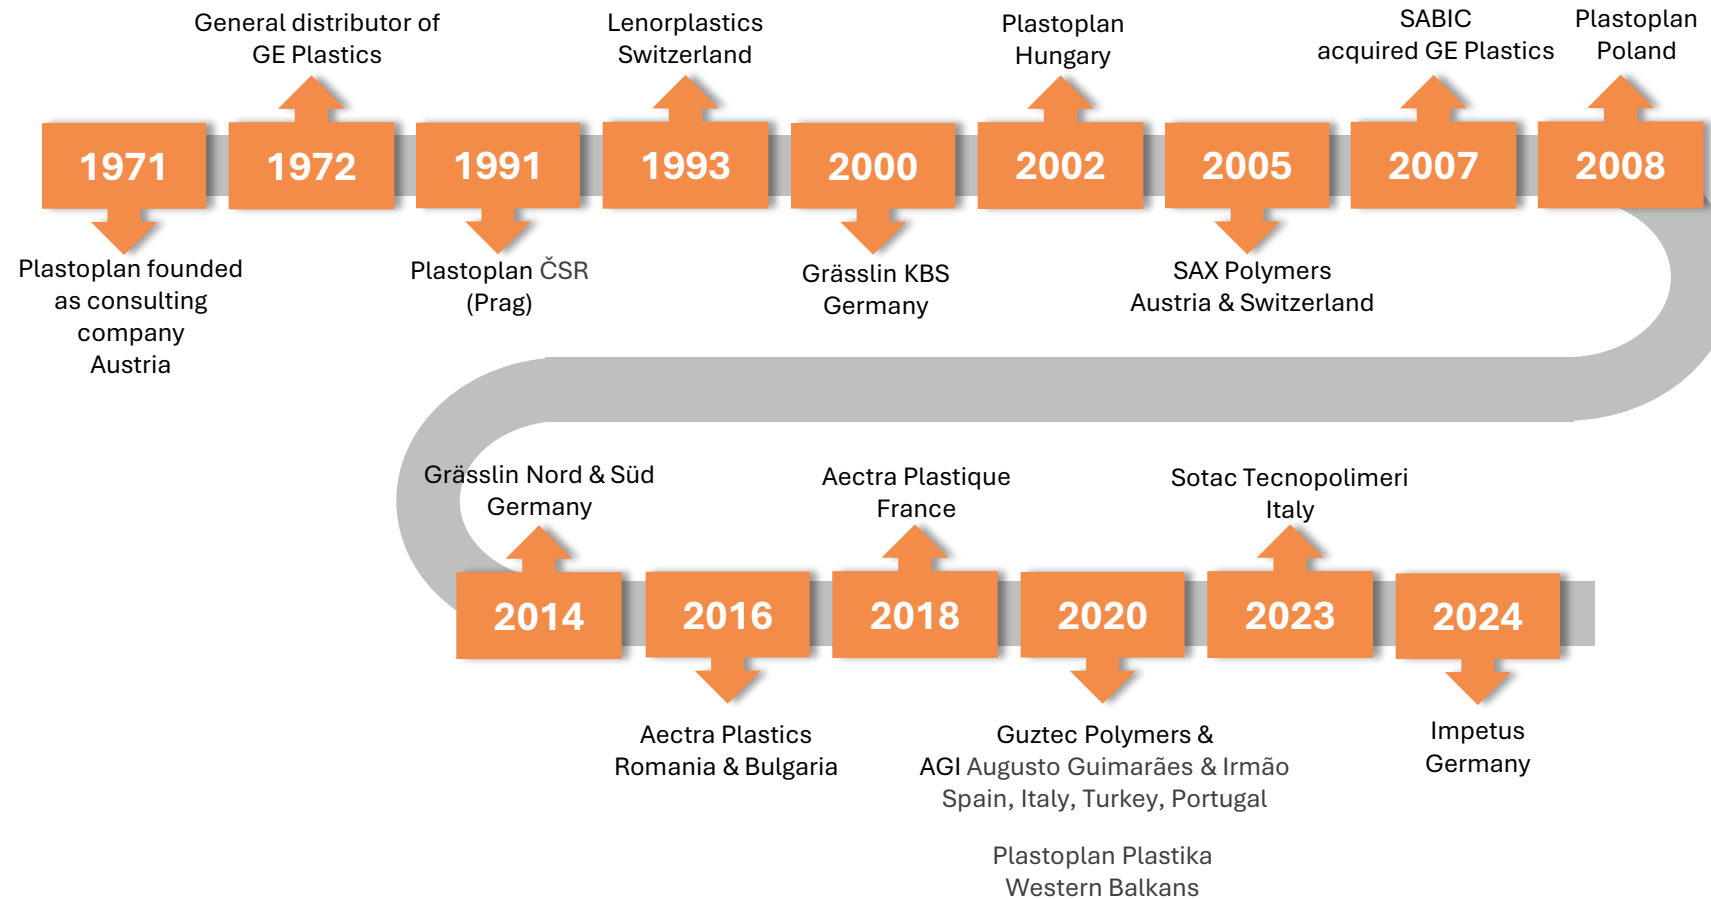 General distributor of
GE Plastics
Lenorplastics
Switzerland
Plastoplan
Hungary
SABIC
acquired GE Plastics
Plastoplan
Poland
1971
1972
1991
1993
2000
2002
2005
2007
2008
Plastoplan founded
as consulting
company
Austria
Plastoplan ČSR
(Prag)
Grässlin KBS
Germany
SAX Polymers
Austria & Switzerland
Grässlin Nord & Süd
Germany
Aectra Plastique
France
Sotac Tecnopolimeri
Italy
2014
2016
2018
2020
2023
2024
Aectra Plastics
Romania & Bulgaria
Guztec Polymers &
AGI Augusto Guimarães & Irmão
Spain, Italy, Turkey, Portugal
Plastoplan Plastika
Western Balkans
Impetus
Germany